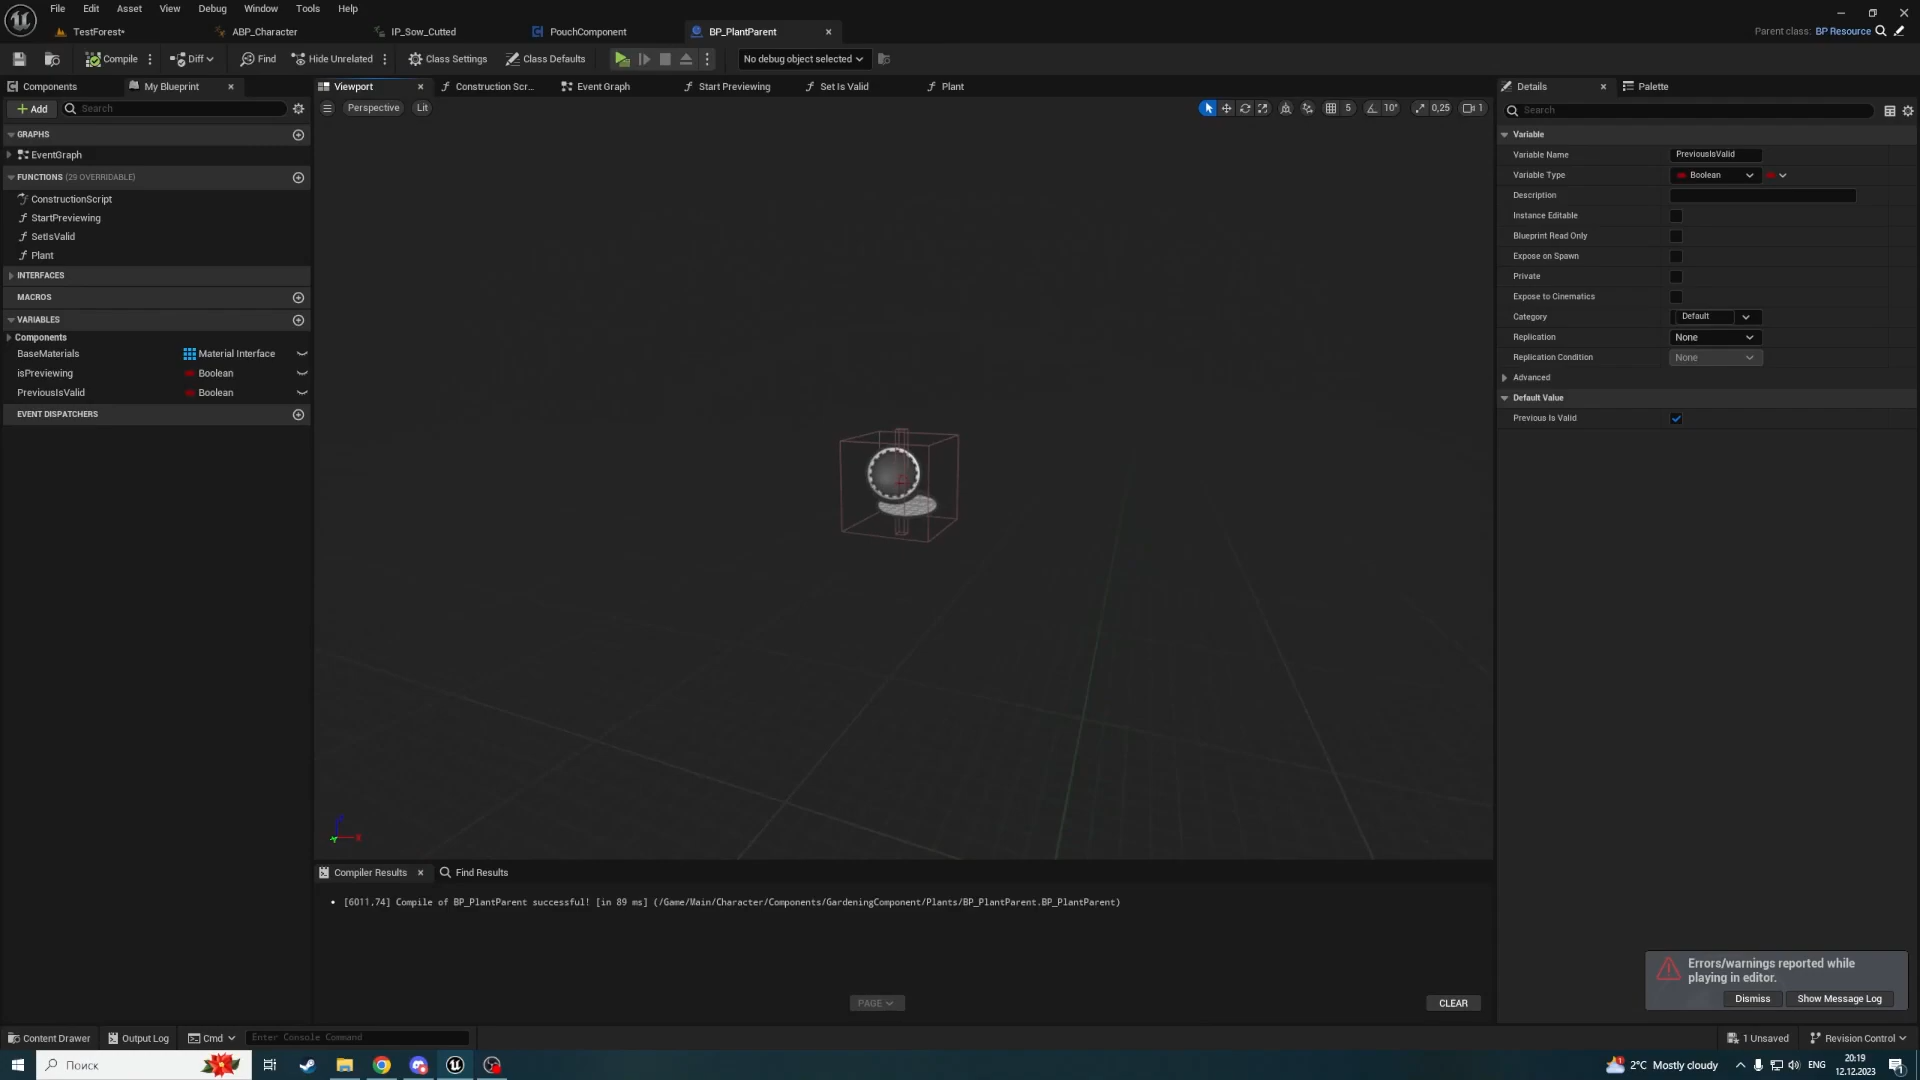 File Edit Asset View Debug Window Tools Help
TestForest* ABP_Character IP_Sow_Cutted PouchComponent BP_PlantParent
Parent class: BP Resource
Compile Diff Find Hide Unrelated Class Settings Class Defaults No debug object selected
Components My Blueprint
Add Search
GRAPHS
EventGraph
FUNCTIONS (29 OVERRIDABLE)
ConstructionScript
StartPreviewing
SetIsValid
Plant
INTERFACES
MACROS
VARIABLES
Components
BaseMaterials Material Interface
isPreviewing Boolean
PreviousIsValid Boolean
EVENT DISPATCHERS
Viewport Construction Scr... Event Graph Start Previewing Set Is Valid Plant
Perspective Lit 5 10° 0,25 1
Compiler Results Find Results
[6011,74] Compile of BP_PlantParent successful! [in 89 ms] (/Game/Main/Character/Components/GardeningComponent/Plants/BP_PlantParent.BP_PlantParent)
PAGE
CLEAR
Details Palette
Search
Variable
Variable Name PreviousIsValid
Variable Type Boolean
Description
Instance Editable
Blueprint Read Only
Expose on Spawn
Private
Expose to Cinematics
Category Default
Replication None
Replication Condition None
Advanced
Default Value
Previous Is Valid
Errors/warnings reported while
playing in editor.
Dismiss Show Message Log
Content Drawer Output Log Cmd Enter Console Command
1 Unsaved Revision Control
Поиск
2°C Mostly cloudy ENG 20:19
12.12.2023